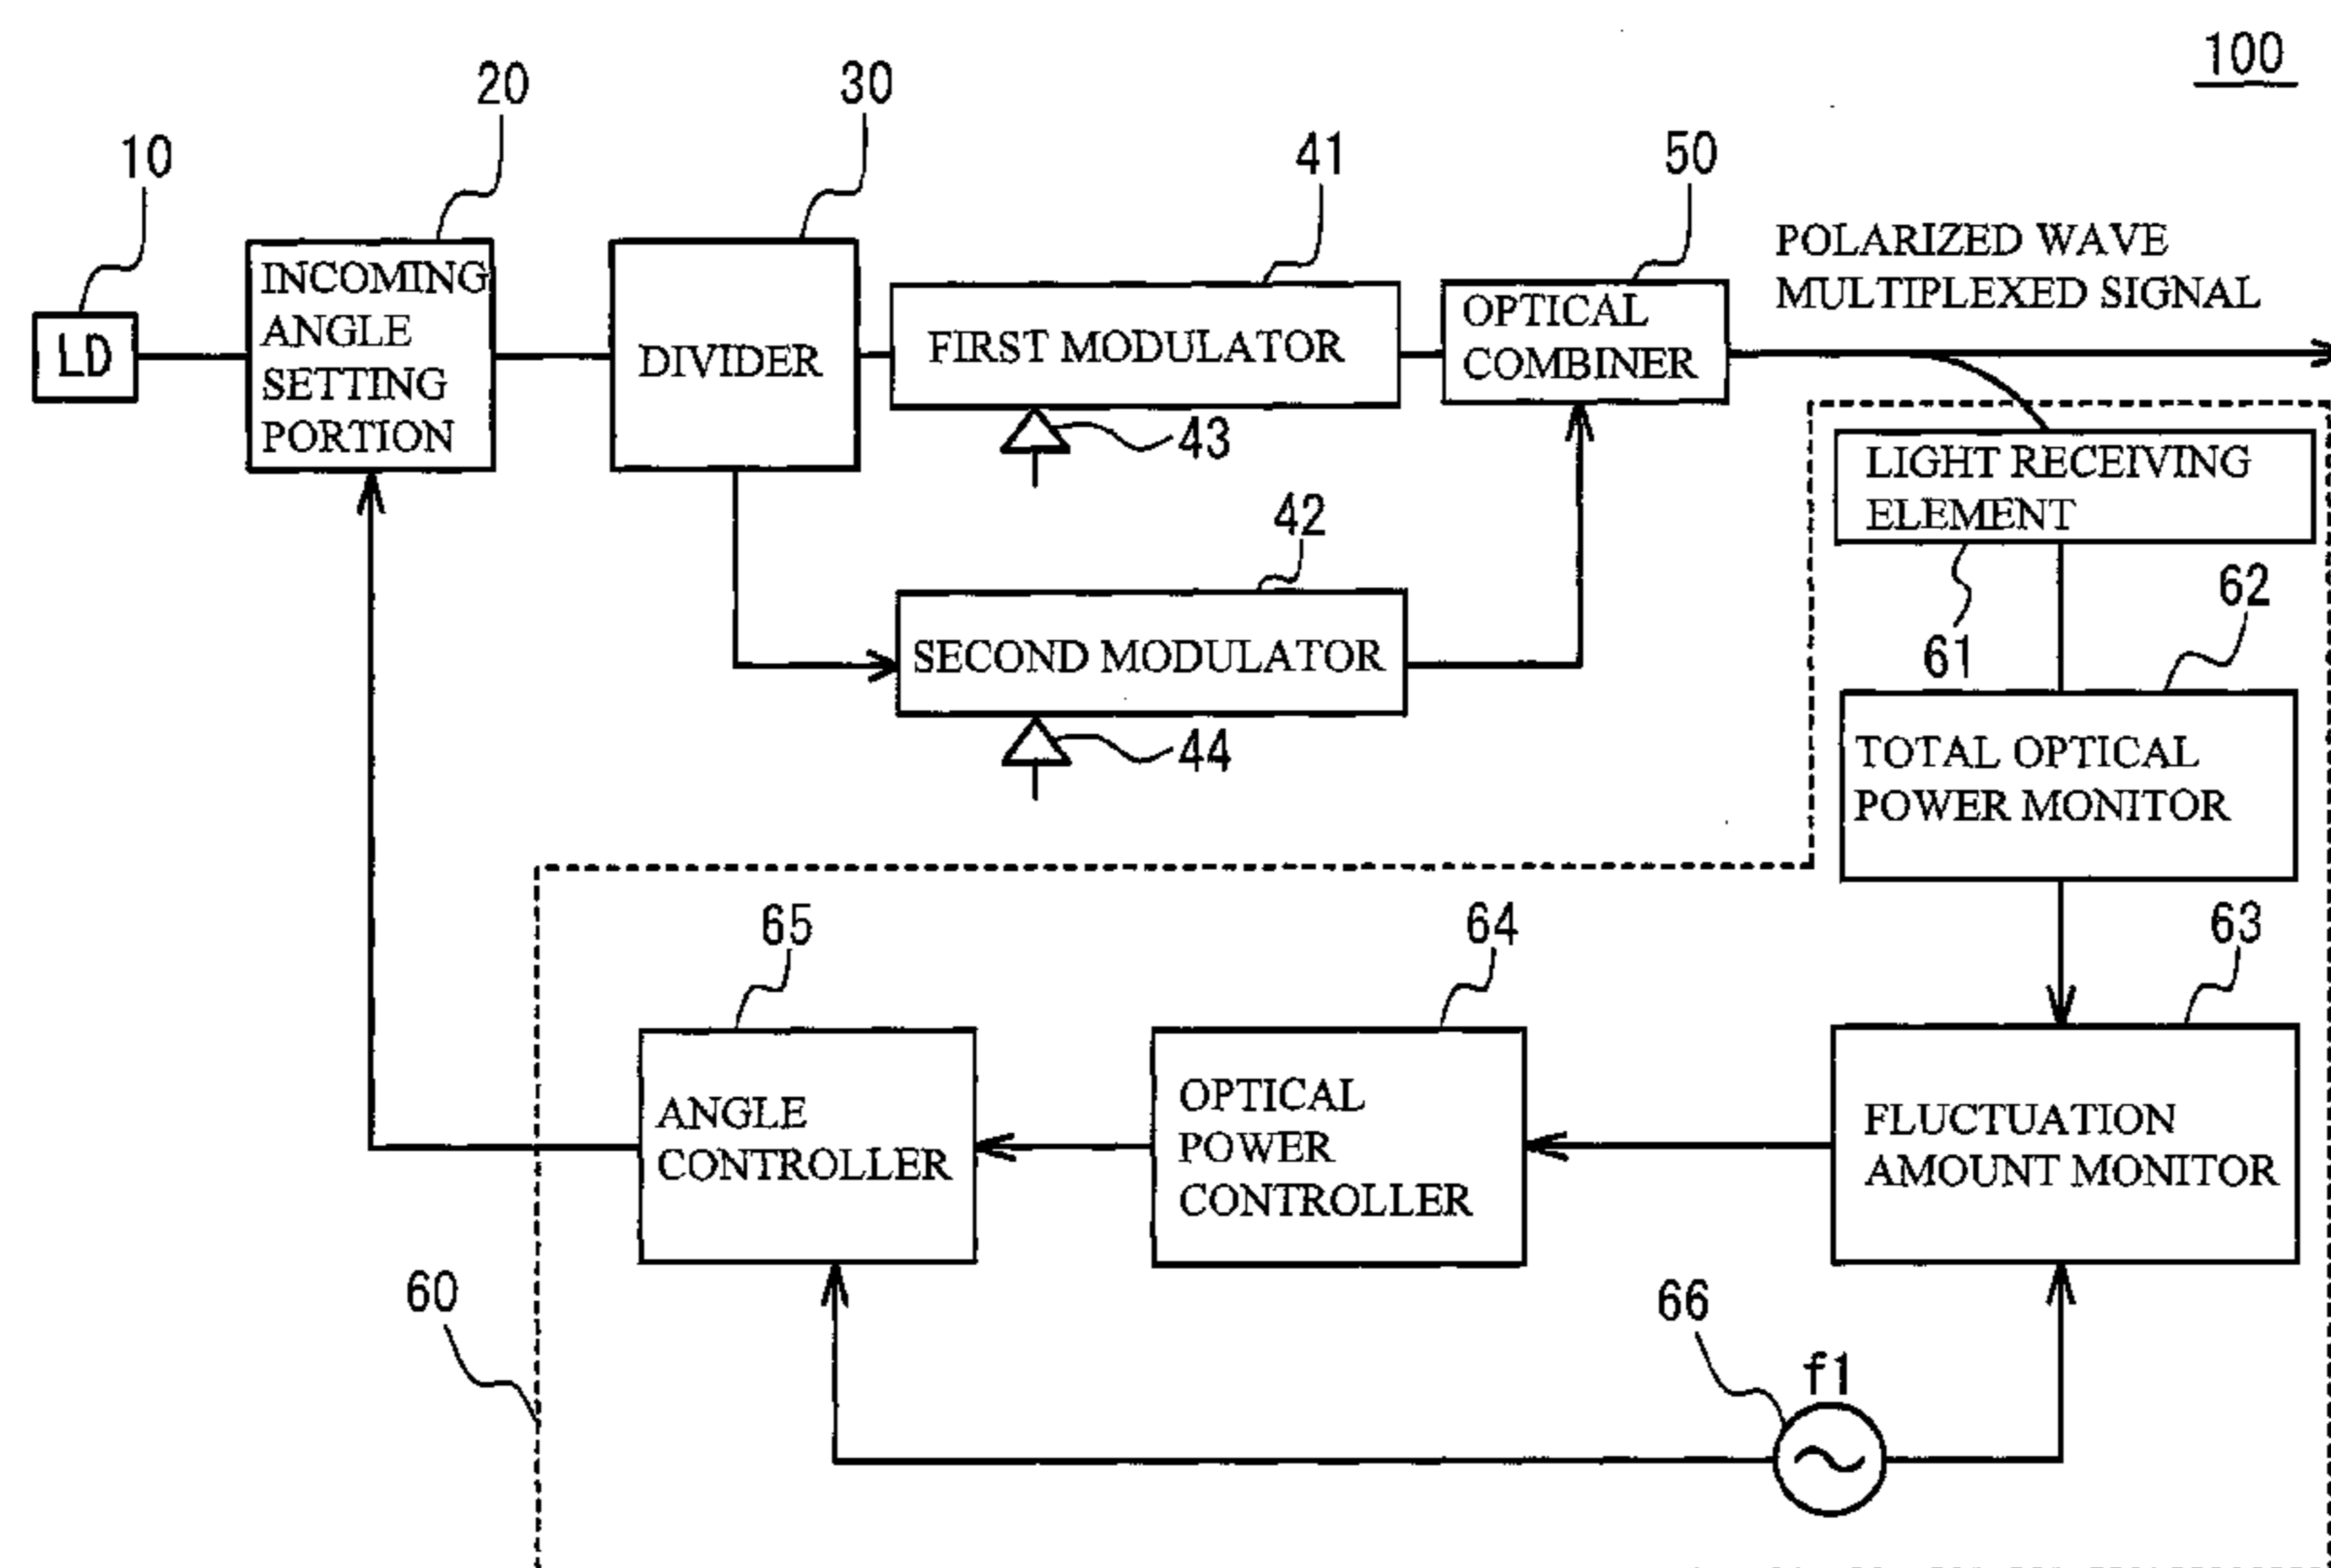 100
20
30
10
41
50
POLARIZED WAVE
MULTIPLEXED SIGNAL
INCOMING
ANGLE
SETTING
PORTION
LD
DIVIDER
FIRST MODULATOR
OPTICAL
COMBINER
43
LIGHT RECEIVING
ELEMENT
42
61
62
SECOND MODULATOR
44
TOTAL OPTICAL
POWER MONITOR
65
64
63
ANGLE
CONTROLLER
OPTICAL
POWER
CONTROLLER
FLUCTUATION
AMOUNT MONITOR
60
66
f1